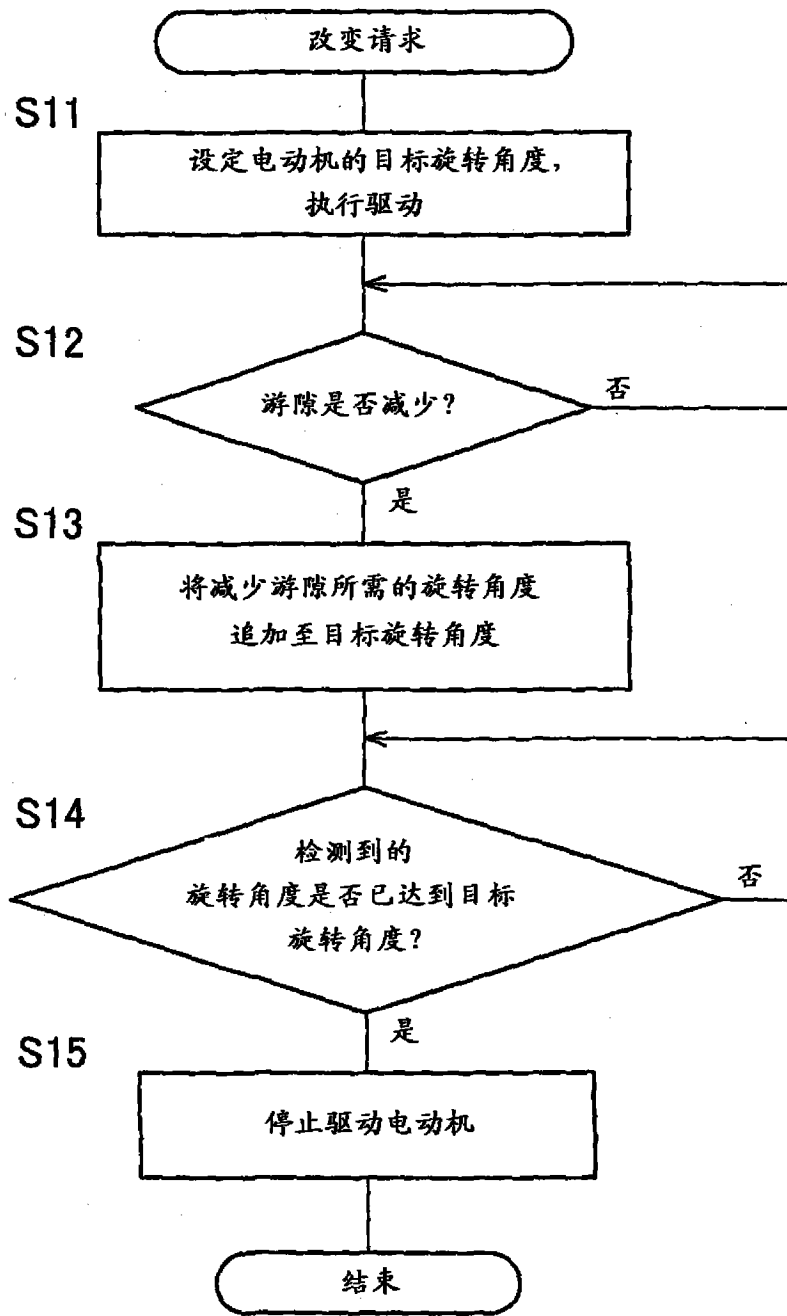 改变请求
S11
设定电动机的目标旋转角度,
执行驱动
S12
游隙是否减少?
否
是
S13
将减少游隙所需的旋转角度
追加至目标旋转角度
S14
检测到的
旋转角度是否已达到目标
旋转角度?
否
是
S15
停止驱动电动机
结束